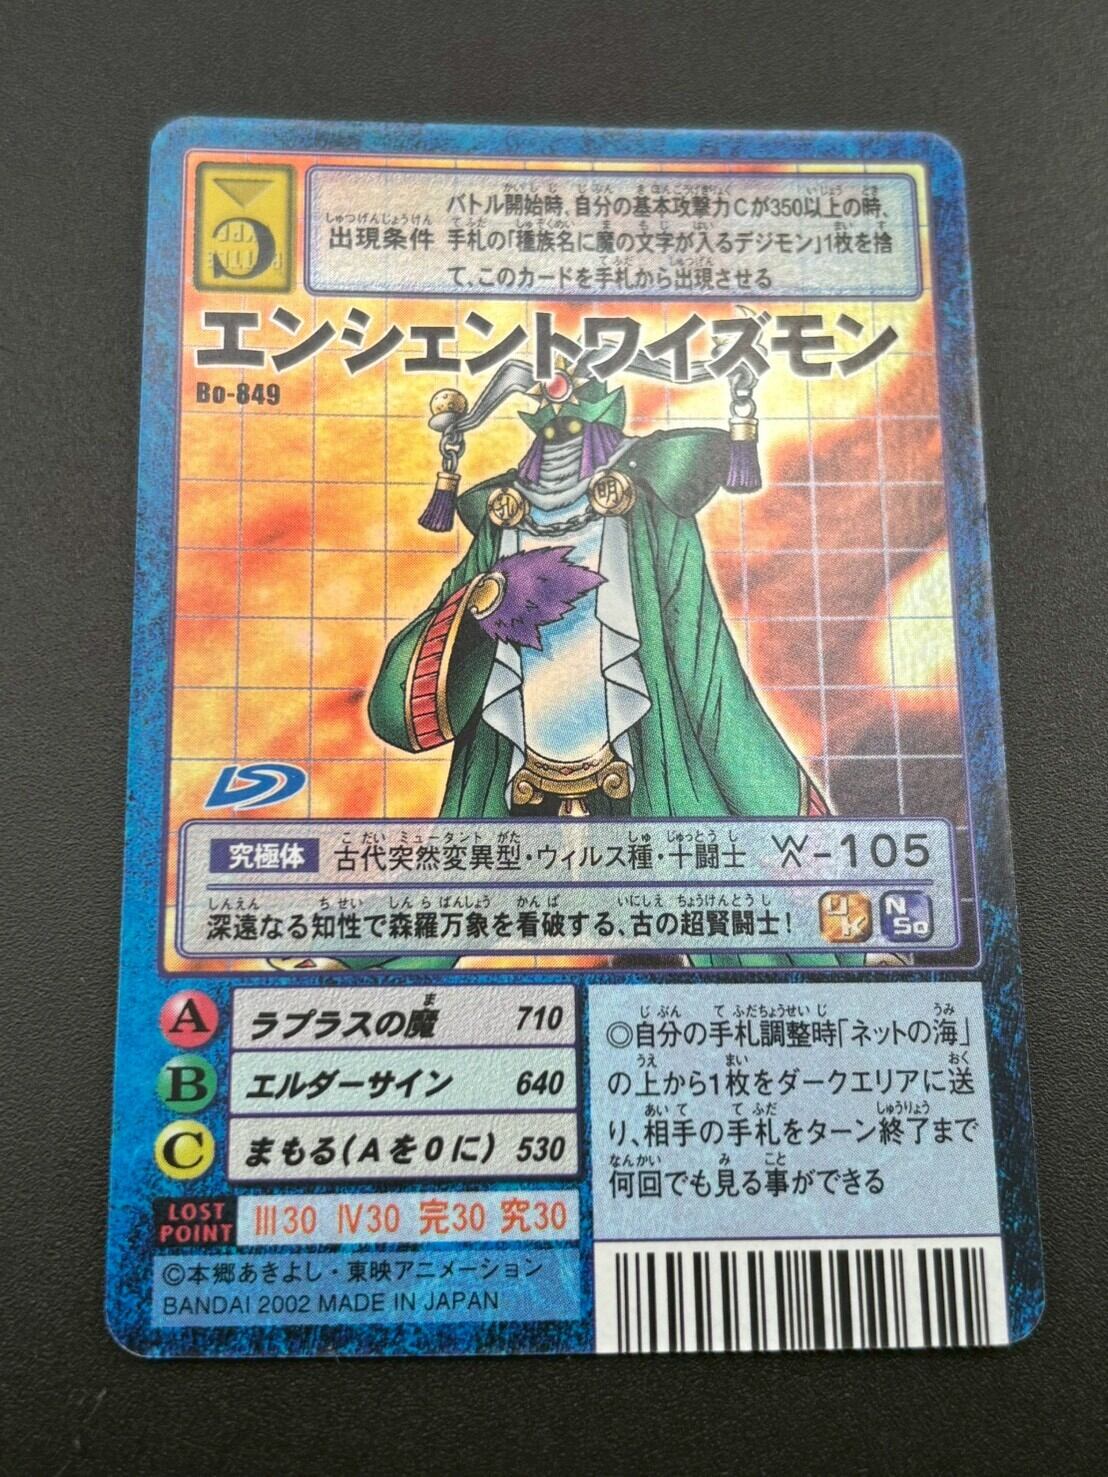 バトル開始時、自分の基本攻撃力Cが350以上の時、
出現条件 手札の「種族名に魔の文字が入るデジモン」1枚を捨
て、このカードを手札から出現させる
C
エンシェントワイズモン
Bo-849
明
究極体 古代突然変異型・ウィルス種・十闘士 -105
深遠なる知性で森羅万象を看破する、古の超賢闘士!
UK NSo
A ラプラスの魔 710
B エルダーサイン 640
C まもる(Aを0に) 530
LOST POINT Ⅲ30 Ⅳ30 完30 究30
©本郷あきよし・東映アニメーション
BANDAI 2002 MADE IN JAPAN
◎自分の手札調整時「ネットの海」
の上から1枚をダークエリアに送
り、相手の手札をターン終了まで
何回でも見る事ができる